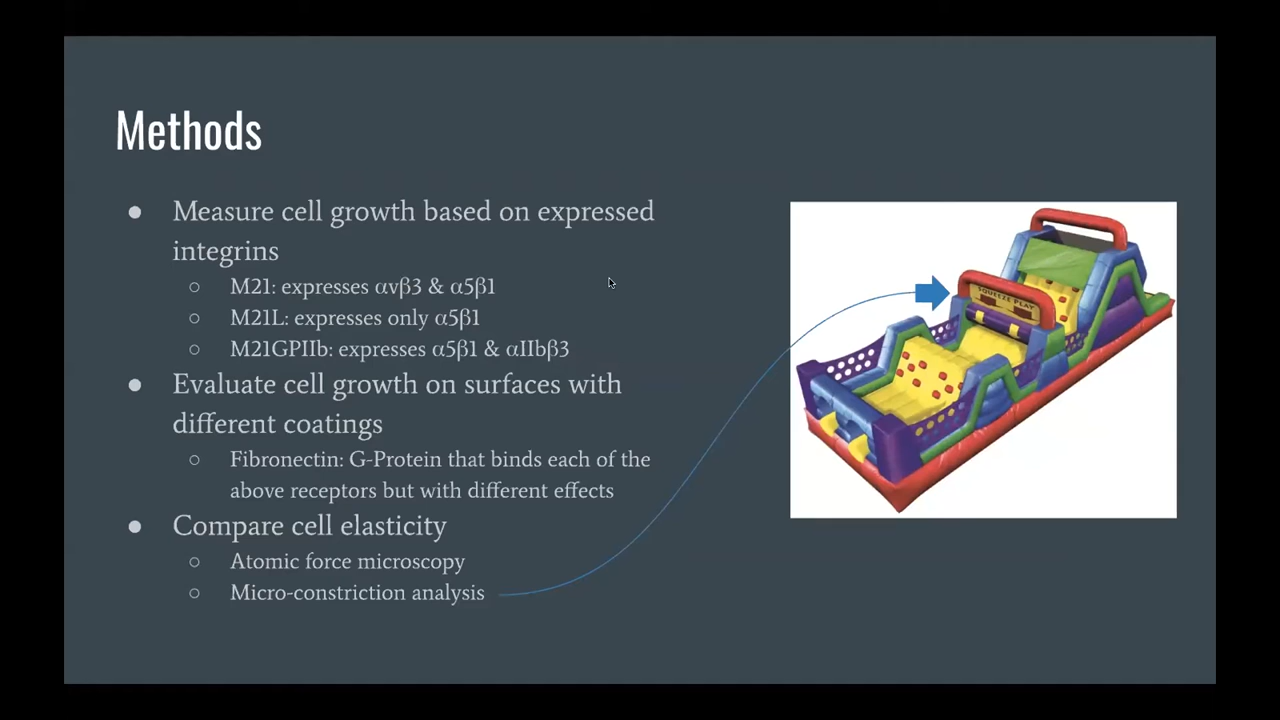 Methods
● Measure cell growth based on expressed
integrins
○ M21: expresses αvβ3 & α5β1
○ M21L: expresses only α5β1
○ M21GPIIb: expresses α5β1 & αIIbβ3
● Evaluate cell growth on surfaces with
different coatings
○ Fibronectin: G-Protein that binds each of the
above receptors but with different effects
● Compare cell elasticity
○ Atomic force microscopy
○ Micro-constriction analysis
SQUEEZE PLAY